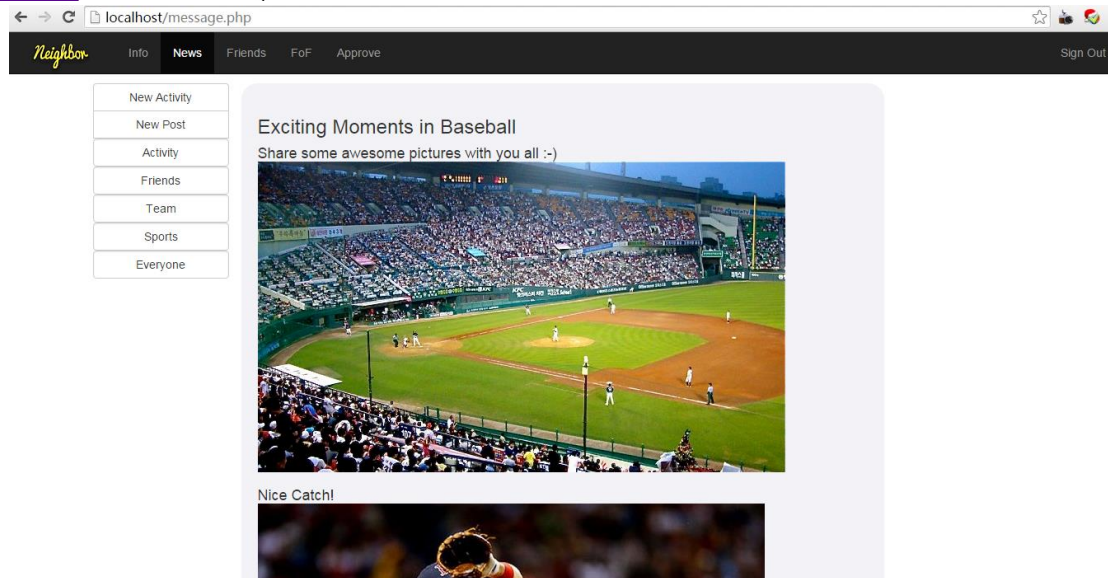 localhost/message.php
Neighbor Info News Friends FoF Approve Sign Out
New Activity
New Post
Activity
Friends
Team
Sports
Everyone
Exciting Moments in Baseball
Share some awesome pictures with you all :-)
Nice Catch!